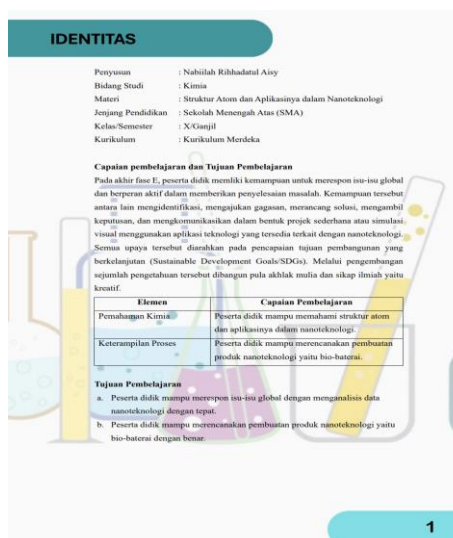 IDENTITAS
Penyusun : Nabiilah Rihhadatul Aisy
Bidang Studi : Kimia
Materi : Struktur Atom dan Aplikasinya dalam Nanoteknologi
Jenjang Pendidikan : Sekolah Menengah Atas (SMA)
Kelas/Semester : X/Ganjil
Kurikulum : Kurikulum Merdeka
Capaian pembelajaran dan Tujuan Pembelajaran
Pada akhir fase E, peserta didik memliki kemampuan untuk merespon isu-isu global
dan berperan aktif dalam memberikan penyelesaian masalah. Kemampuan tersebut
antara lain mengidentifikasi, mengajukan gagasan, merancang solusi, mengambil
keputusan, dan mengkomunikasikan dalam bentuk projek sederhana atau simulasi
visual menggunakan aplikasi teknologi yang tersedia terkait dengan nanoteknologi.
Semua upaya tersebut diarahkan pada pencapaian tujuan pembangunan yang
berkelanjutan (Sustainable Development Goals/SDGs). Melalui pengembangan
sejumlah pengetahuan tersebut dibangun pula akhlak mulia dan sikap ilmiah yaitu
kreatif.
Elemen Capaian Pembelajaran
Pemahaman Kimia Peserta didik mampu memahami struktur atom
dan aplikasinya dalam nanoteknologi.
Keterampilan Proses Peserta didik mampu merencanakan pembuatan
produk nanoteknologi yaitu bio-baterai.
Tujuan Pembelajaran
a. Peserta didik mampu merespon isu-isu global dengan menganalisis data
nanoteknologi dengan tepat.
b. Peserta didik mampu merencanakan pembuatan produk nanoteknologi yaitu
bio-baterai dengan benar.
1